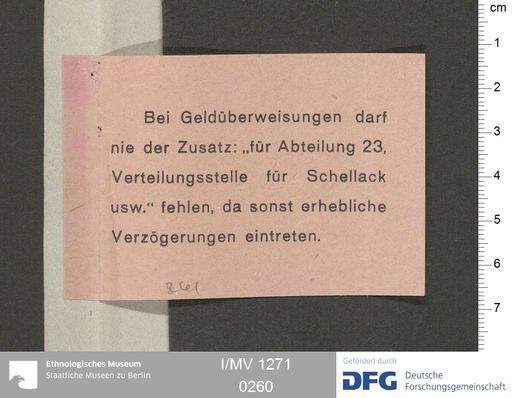 Bei Geldüberweisungen darf
nie der Zusatz: „für Abteilung 23,
Verteilungsstelle für Schellack
usw.“ fehlen, da sonst erhebliche
Verzögerungen eintreten.
cm
1
2
3
4
5
6
7
Ethnologisches Museum
Staatliche Museen zu Berlin
I/MV 1271
0260
Gefördert durch
DFG Deutsche
Forschungsgemeinschaft